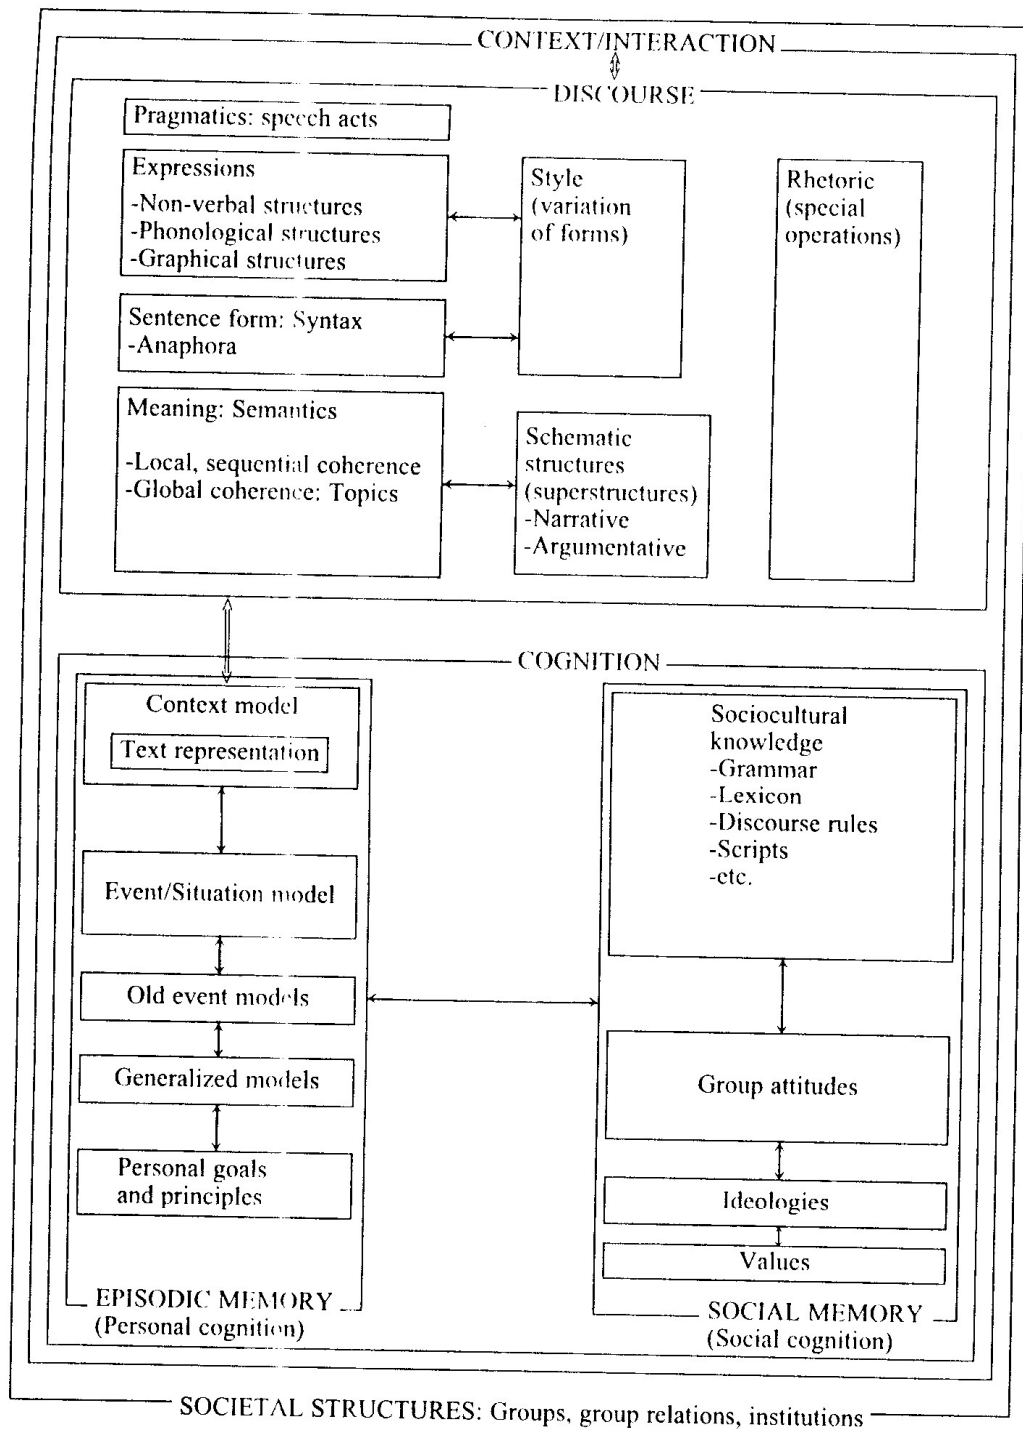 CONTEXT/INTERACTION
DISCOURSE
Pragmatics: speech acts
Expressions
-Non-verbal structures
-Phonological structures
-Graphical structures
Style
(variation
of forms)
Rhetoric
(special
operations)
Sentence form: Syntax
-Anaphora
Meaning: Semantics
-Local, sequential coherence
-Global coherence: Topics
Schematic
structures
(superstructures)
-Narrative
-Argumentative
COGNITION
Context model
Text representation
Event/Situation model
Old event models
Generalized models
Personal goals
and principles
EPISODIC MEMORY
(Personal cognition)
Sociocultural
knowledge
-Grammar
-Lexicon
-Discourse rules
-Scripts
-etc.
Group attitudes
Ideologies
Values
SOCIAL MEMORY
(Social cognition)
SOCIETAL STRUCTURES: Groups, group relations, institutions